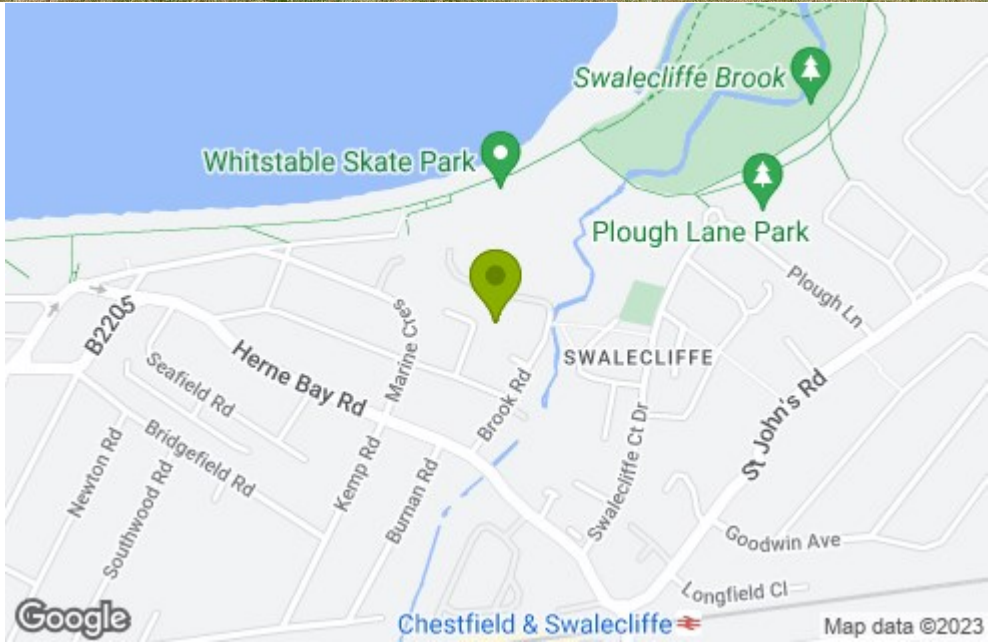 Swalecliffe Brook
Whitstable Skate Park
Plough Lane Park
Plough Ln
B2205
Marine Cres
SWALECLIFFE
Herne Bay Rd
Seafield Rd
Brook Rd
Swalecliffe Ct Dr
St John's Rd
Bridgefield Rd
Newton Rd
Southwood Rd
Kemp Rd
Burnan Rd
Goodwin Ave
Longfield Cl
Google
Chestfield & Swalecliffe
Map data ©2023